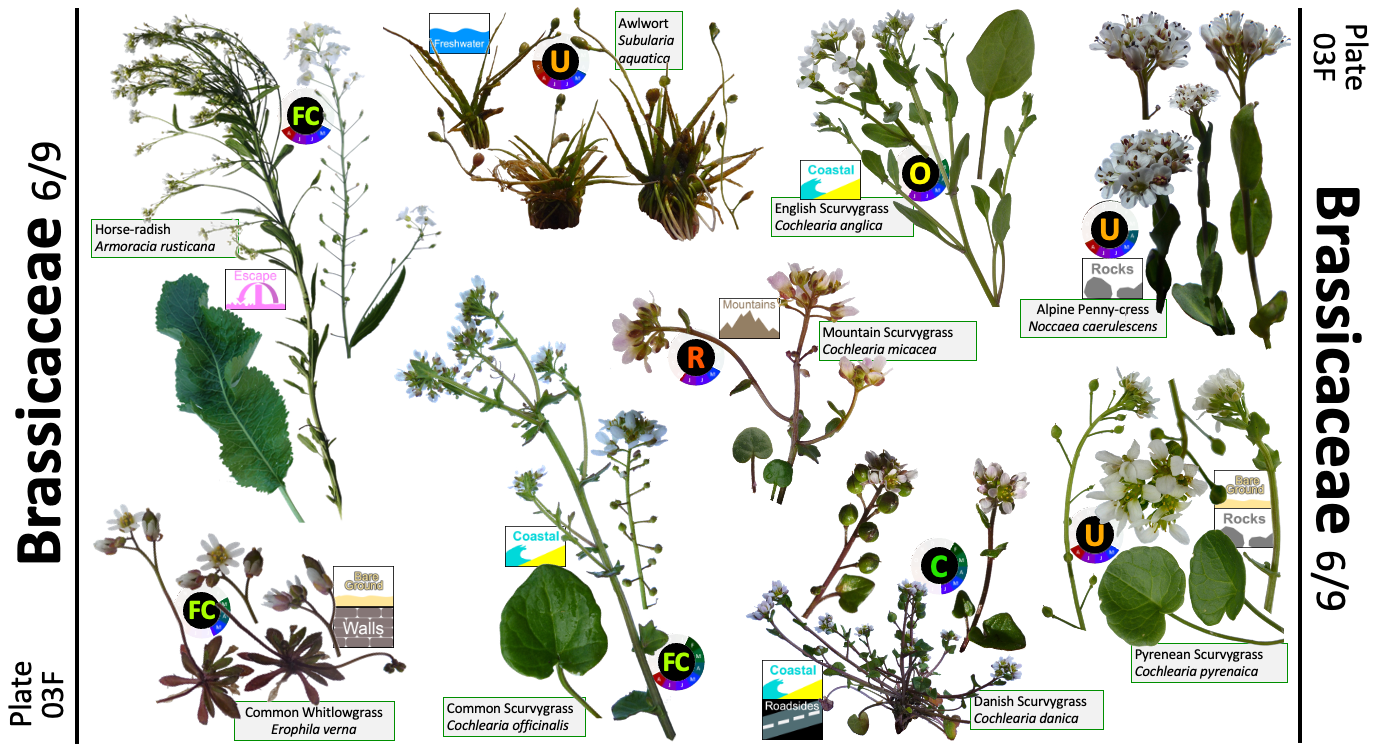 Brassicaceae 6/9
Plate
03F
Horse-radish
Armoracia rusticana
Escape
FC
Freshwater
U
Awlwort
Subularia
aquatica
Coastal
O
English Scurvygrass
Cochlearia anglica
U
Rocks
Alpine Penny-cress
Noccaea caerulescens
Plate
03F
Brassicaceae 6/9
Mountains
R
Mountain Scurvygrass
Cochlearia micacea
Bare
Ground
Walls
FC
Common Whitlowgrass
Erophila verna
Coastal
FC
Common Scurvygrass
Cochlearia officinalis
C
Coastal
Roadsides
Danish Scurvygrass
Cochlearia danica
U
Bare
Ground
Rocks
Pyrenean Scurvygrass
Cochlearia pyrenaica